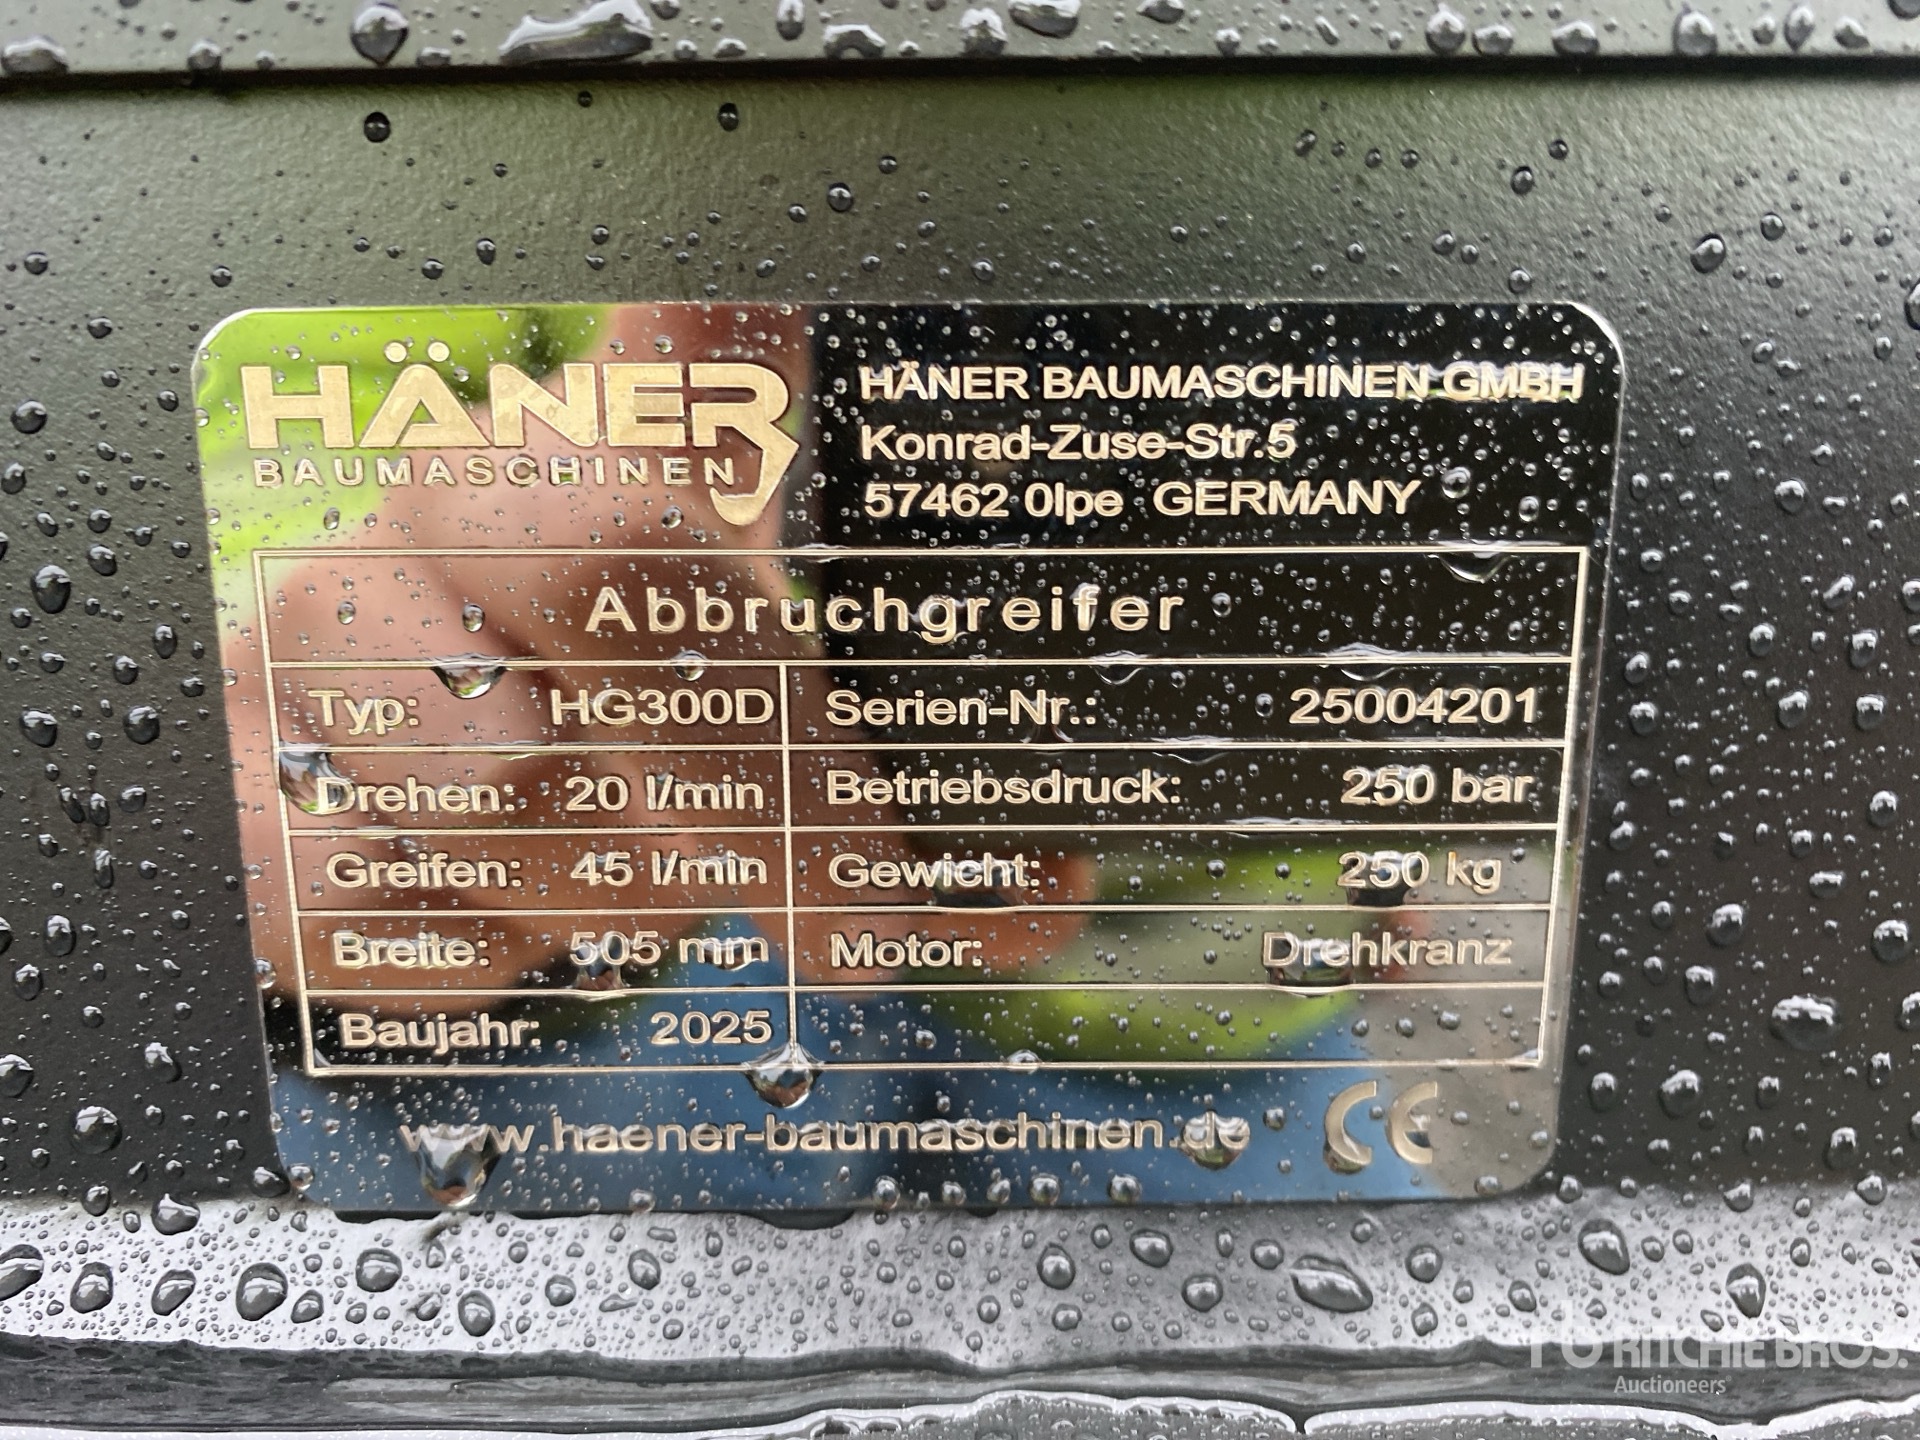 HÄNER
BAUMASCHINEN
HÄNER BAUMASCHINEN GMBH
Konrad-Zuse-Str.5
57462 Olpe GERMANY
Abbruchgreifer
Typ: HG300D Serien-Nr.: 25004201
Drehen: 20 l/min Betriebsdruck: 250 bar
Greifen: 45 l/min Gewicht: 250 kg
Breite: 505 mm Motor: Drehkranz
Baujahr: 2025
www.haener-baumaschinen.de CE
RITCHIE BROS.
Auctioneers